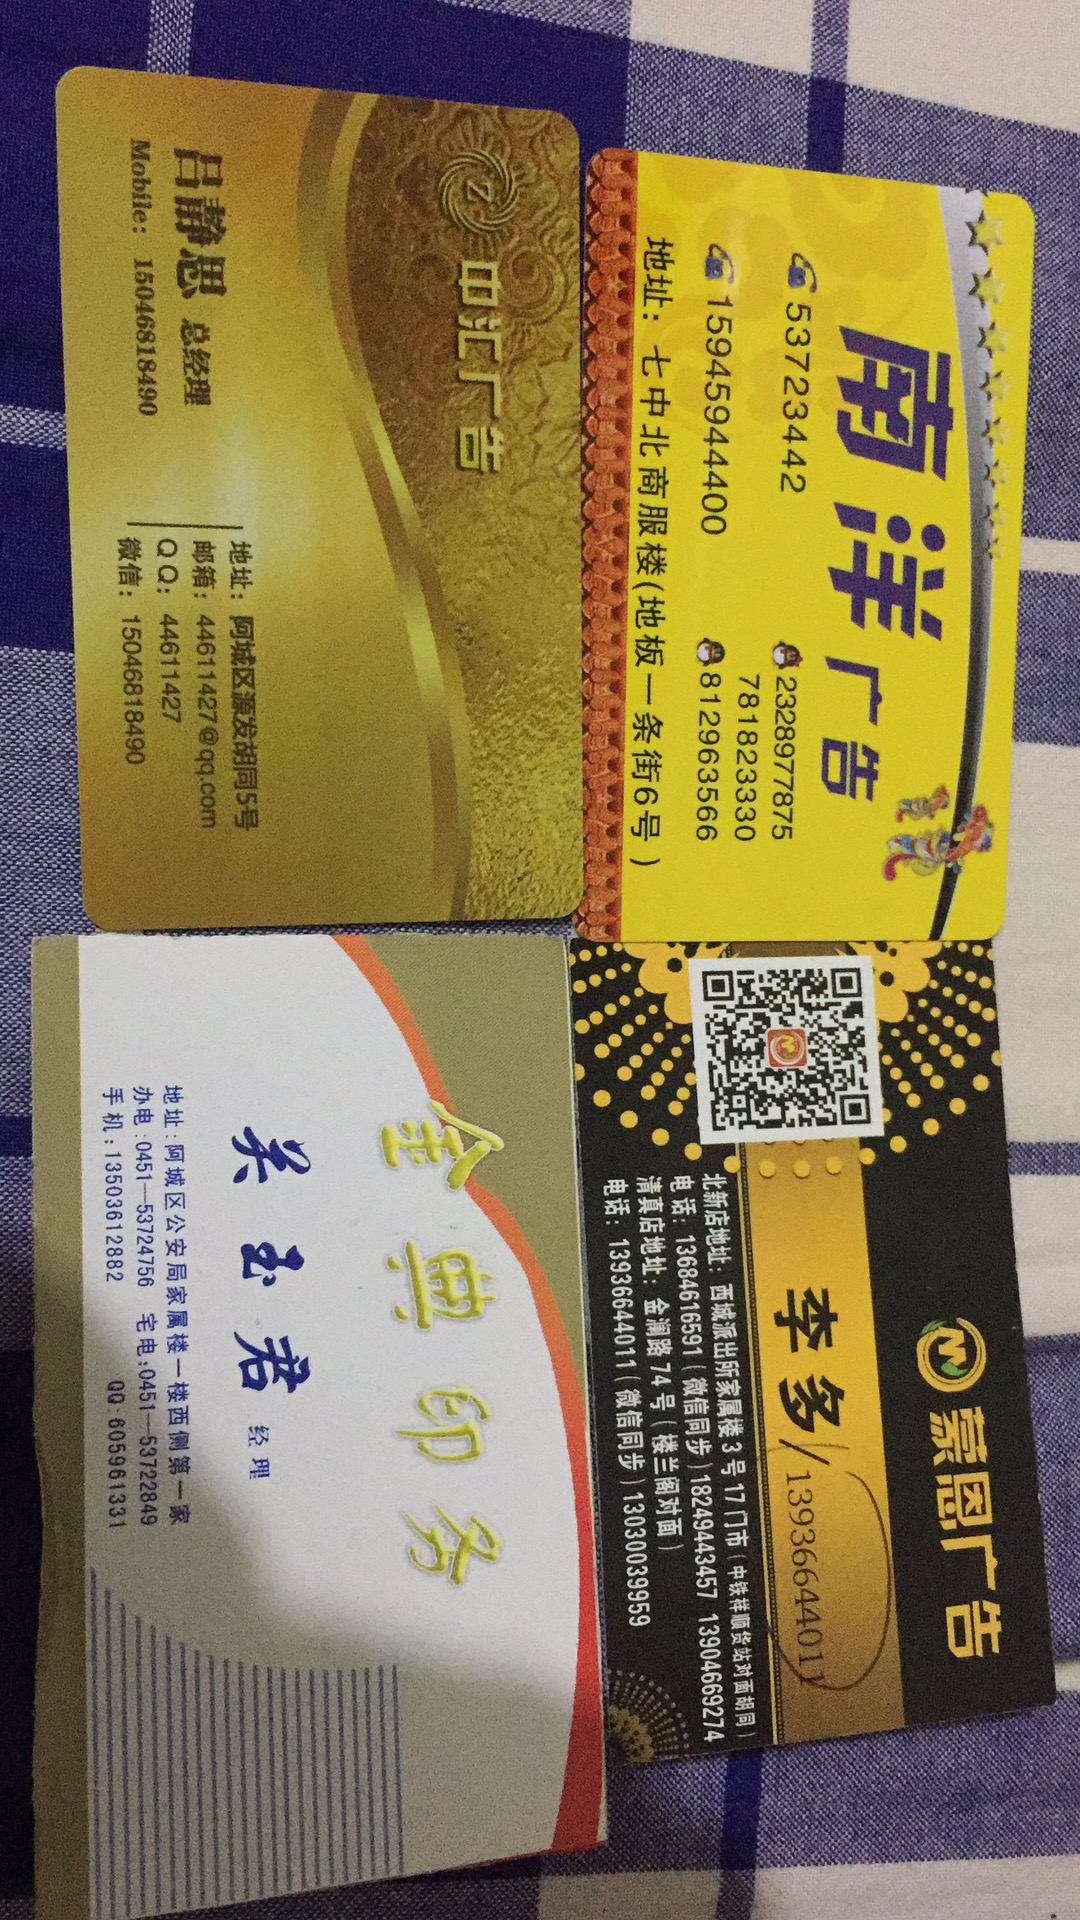 中汇广告
吕静思 总经理
Mobile: 15046818490
地址: 阿城区源发胡同5号
邮箱: 44611427@qq.com
QQ: 44611427
微信: 15046818490
南洋广告
53723442
15945944400
2328977875
781823330
812963566
地址: 七中北商服楼(地板一条街6号)
金典印务
吴玉君 经理
地址:阿城区公安局家属楼一楼西侧第一家
办电:0451—53724756 宅电:0451—53722849
手机:13503612882 QQ:605961331
蒙恩广告
李多/13936644011
北新店地址: 西城派出所家属楼3号17门市(中铁祥顺货站对面胡同)
电话: 13684616591(微信同步)18249443457 13904669274
清真店地址: 金澜路74号(楼兰阁对面)
电话: 13936644011(微信同步)13030039959